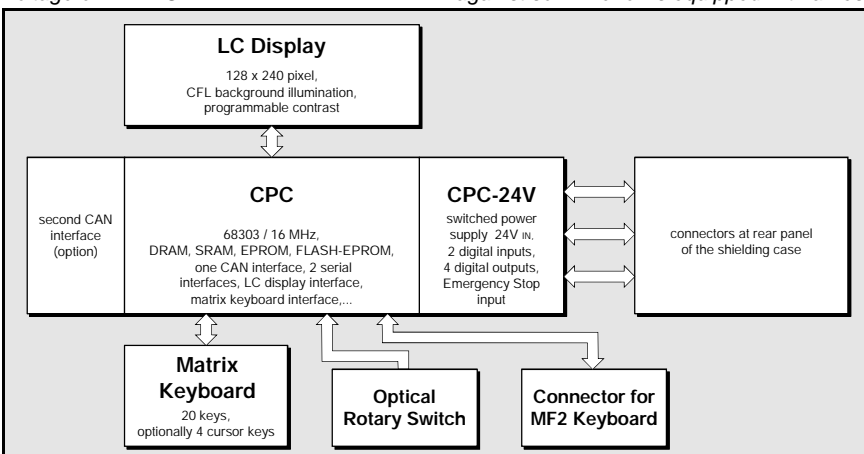 LC Display
128 x 240 pixel,
CFL background illumination,
programmable contrast
second CAN
interface
(option)
CPC
68303 / 16 MHz,
DRAM, SRAM, EPROM, FLASH-EPROM,
one CAN interface, 2 serial
interfaces, LC display interface,
matrix keyboard interface,...
CPC-24V
switched power
supply 24V IN,
2 digital inputs,
4 digital outputs,
Emergency Stop
input
connectors at rear panel
of the shielding case
Matrix
Keyboard
20 keys,
optionally 4 cursor keys
Optical
Rotary Switch
Connector for
MF2 Keyboard